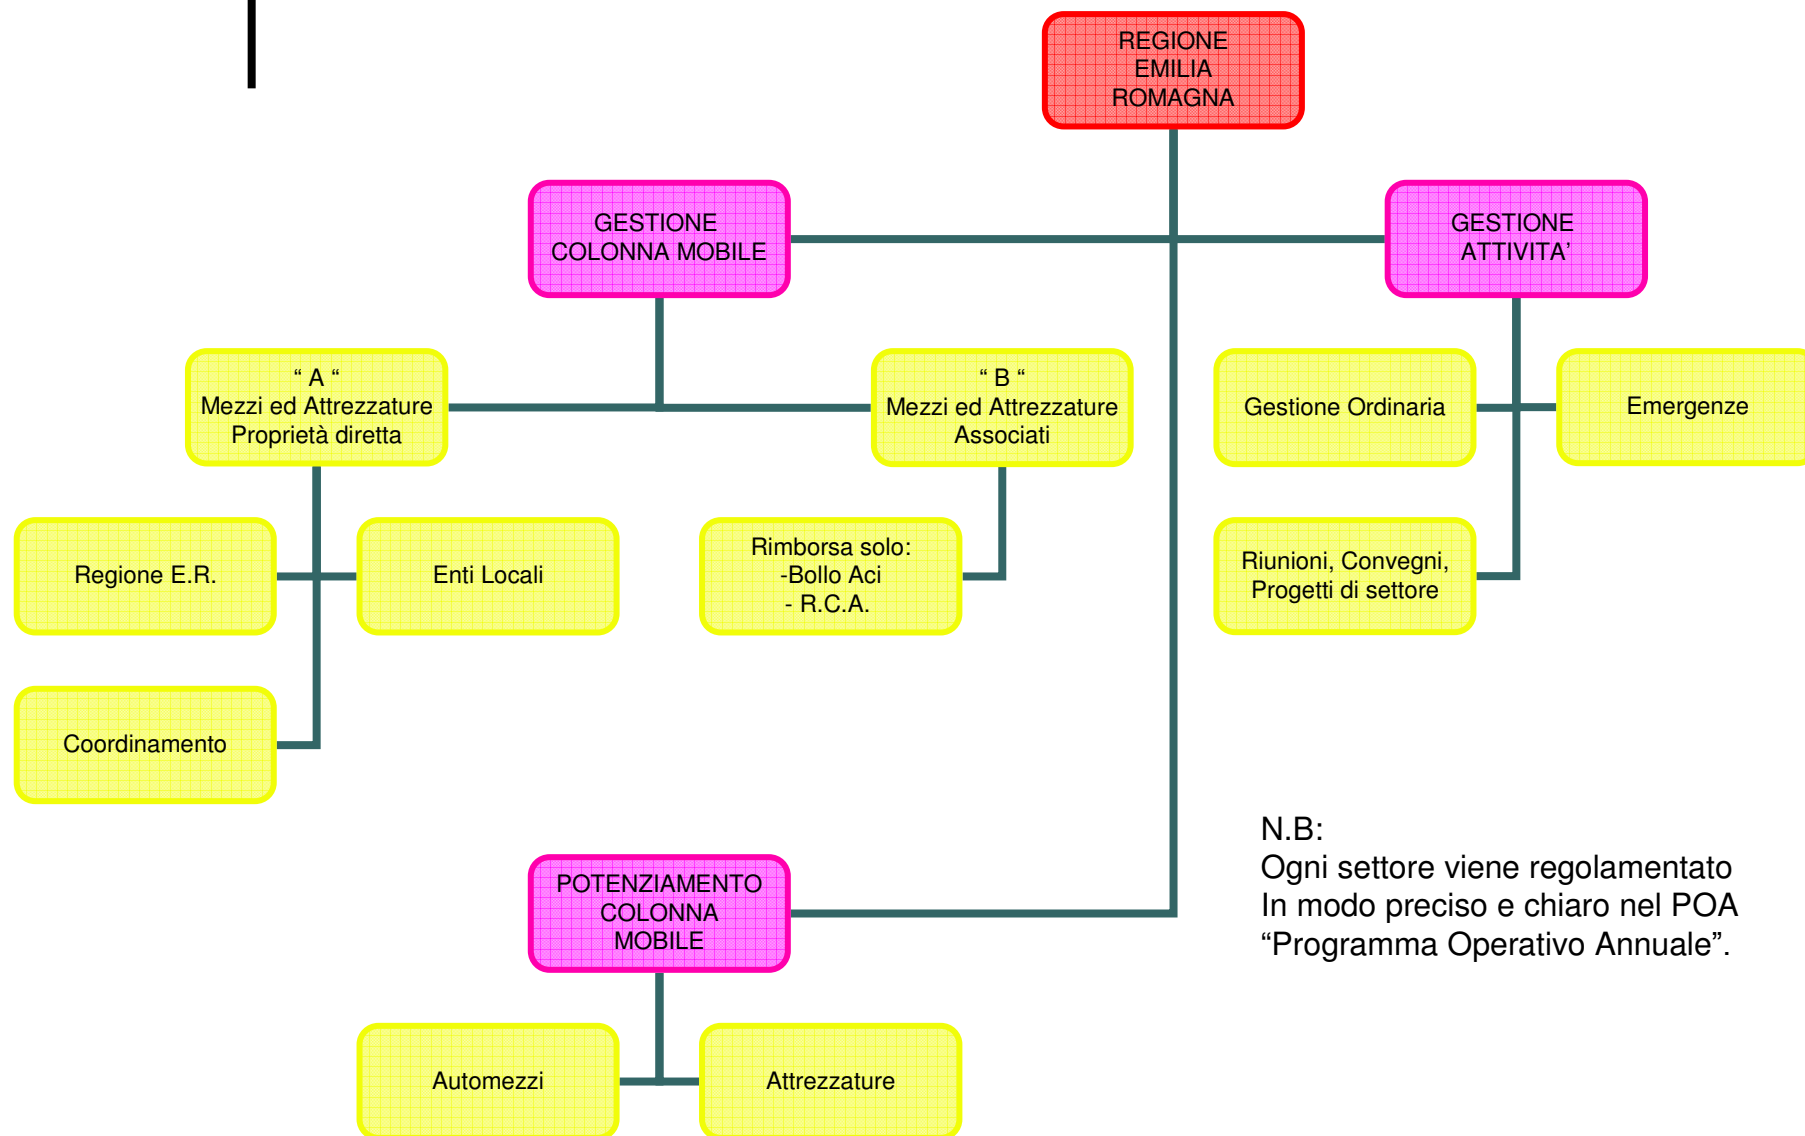 REGIONE
EMILIA
ROMAGNA
GESTIONE
COLONNA MOBILE
GESTIONE
ATTIVITA’
“ A “
Mezzi ed Attrezzature
Proprietà diretta
“ B “
Mezzi ed Attrezzature
Associati
Gestione Ordinaria
Emergenze
Regione E.R.
Enti Locali
Rimborsa solo:
-Bollo Aci
- R.C.A.
Riunioni, Convegni,
Progetti di settore
Coordinamento
POTENZIAMENTO
COLONNA
MOBILE
N.B:
Ogni settore viene regolamentato
In modo preciso e chiaro nel POA
“Programma Operativo Annuale”.
Automezzi
Attrezzature